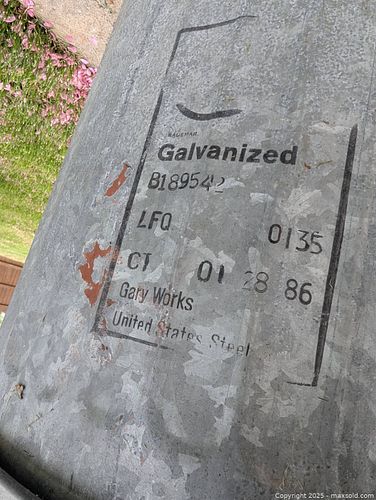 Galvanized
B189542
LFQ 0135
CT 01 28 86
Gary Works
United States Steel
Copyright © 2025 - maxsold.com